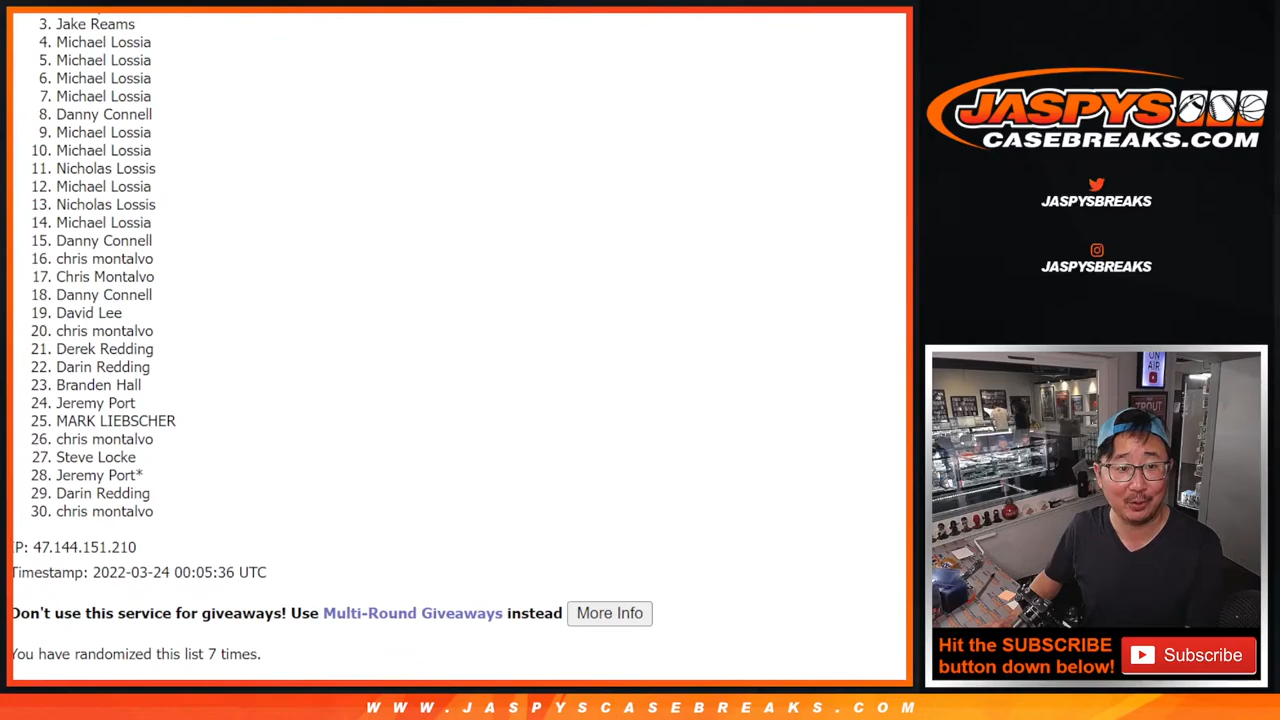 3. Jake Reams
4. Michael Lossia
5. Michael Lossia
6. Michael Lossia
7. Michael Lossia
8. Danny Connell
9. Michael Lossia
10. Michael Lossia
11. Nicholas Lossis
12. Michael Lossia
13. Nicholas Lossis
14. Michael Lossia
15. Danny Connell
16. chris montalvo
17. Chris Montalvo
18. Danny Connell
19. David Lee
20. chris montalvo
21. Derek Redding
22. Darin Redding
23. Branden Hall
24. Jeremy Port
25. MARK LIEBSCHER
26. chris montalvo
27. Steve Locke
28. Jeremy Port*
29. Darin Redding
30. chris montalvo
IP: 47.144.151.210
Timestamp: 2022-03-24 00:05:36 UTC
Don't use this service for giveaways! Use Multi-Round Giveaways instead More Info
You have randomized this list 7 times.
JASPYS
CASEBREAKS.COM
JASPYSBREAKS
JASPYSBREAKS
ON
AIR
TROUT
Hit the SUBSCRIBE
button down below!
Subscribe
WWW.JASPYSCASEBREAKS.COM